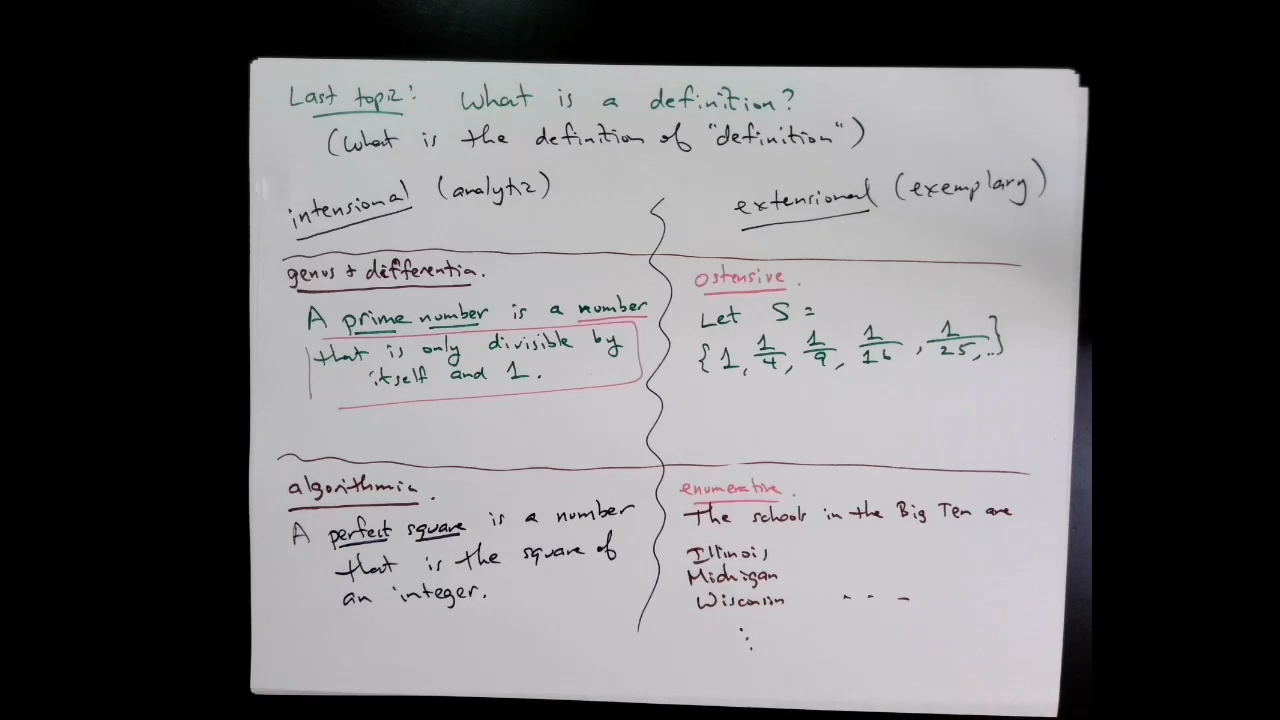 Last topic: What is a definition?
(What is the definition of "definition")
intensional (analytic)
extensional (exemplary)
genus + differentia.
A prime number is a number
that is only divisible by
itself and 1.
ostensive.
Let S =
{1, 1/4, 1/9, 1/16, 1/25, ..}
algorithmic.
A perfect square is a number
that is the square of
an integer.
enumerative.
The schools in the Big Ten are
Illinois
Michigan
Wisconsin - - -
⋮